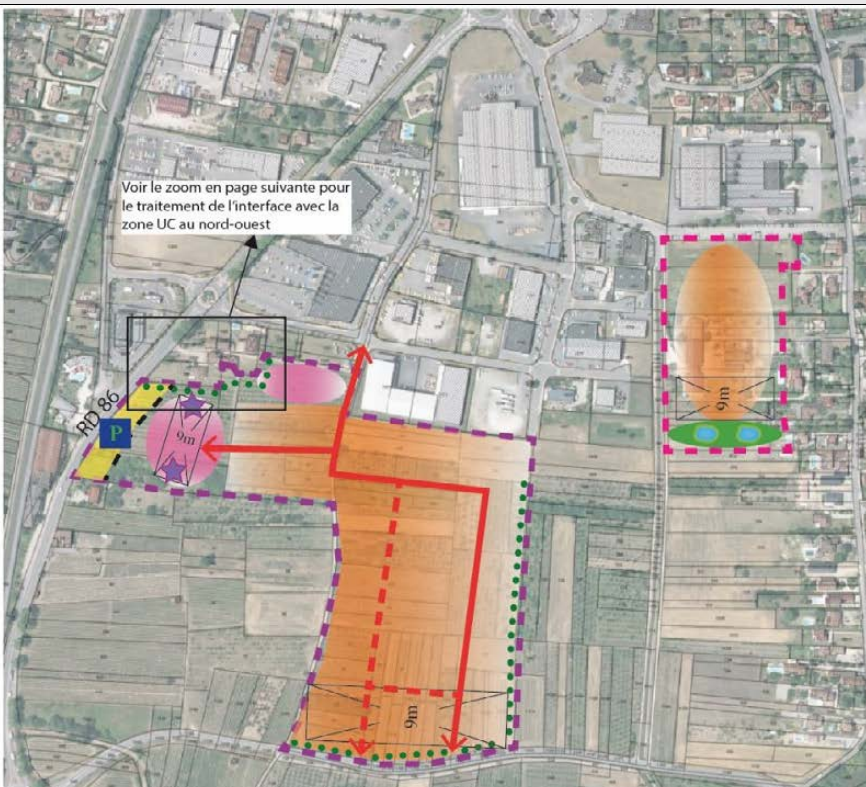 Voir le zoom en page suivante pour
le traitement de l'interface avec la
zone UC au nord-ouest
RD 86
P
9m
9m
9m